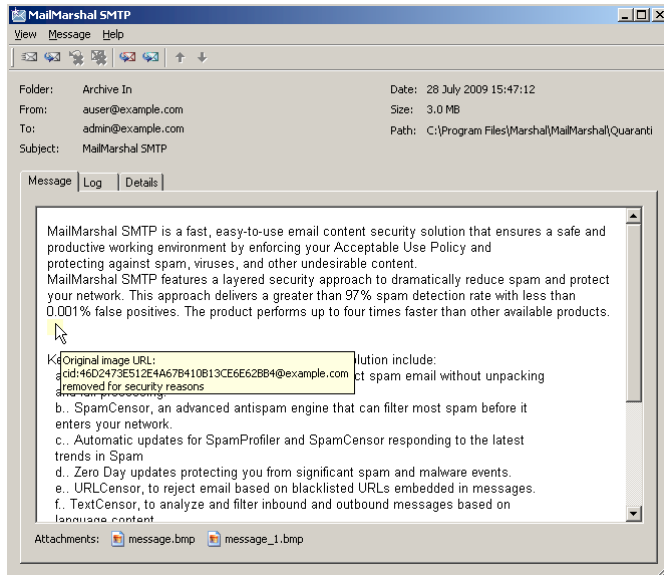 MailMarshal SMTP
View Message Help
Folder: Archive In
Date: 28 July 2009 15:47:12
From: auser@example.com
Size: 3.0 MB
To: admin@example.com
Path: C:\Program Files\Marshal\MailMarshal\Quaranti
Subject: MailMarshal SMTP
Message Log Details
MailMarshal SMTP is a fast, easy-to-use email content security solution that ensures a safe and
productive working environment by enforcing your Acceptable Use Policy and
protecting against spam, viruses, and other undesirable content.
MailMarshal SMTP features a layered security approach to dramatically reduce spam and protect
your network. This approach delivers a greater than 97% spam detection rate with less than
0.001% false positives. The product performs up to four times faster than other available products.
Original image URL:
cid:46D2473E512E4A67B410B13CE6E62BB4@example.com
removed for security reasons
Ke lution include:
a ct spam email without unpacking
b.. SpamCensor, an advanced antispam engine that can filter most spam before it
enters your network.
c.. Automatic updates for SpamProfiler and SpamCensor responding to the latest
trends in Spam
d.. Zero Day updates protecting you from significant spam and malware events.
e.. URLCensor, to reject email based on blacklisted URLs embedded in messages.
f.. TextCensor, to analyze and filter inbound and outbound messages based on
language content
Attachments: message.bmp message_1.bmp